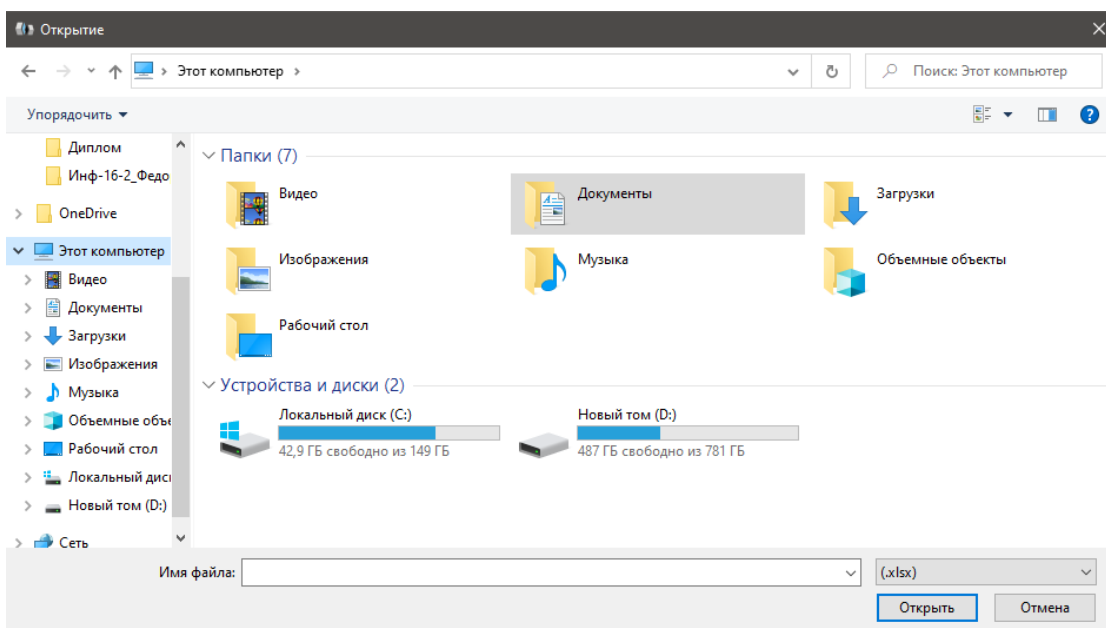 Открытие
Этот компьютер
Поиск: Этот компьютер
Упорядочить
Диплом
Инф-16-2_Федо
OneDrive
Этот компьютер
Видео
Документы
Загрузки
Изображения
Музыка
Объемные объе
Рабочий стол
Локальный диск
Новый том (D:)
Сеть
Папки (7)
Видео
Документы
Загрузки
Изображения
Музыка
Объемные объекты
Рабочий стол
Устройства и диски (2)
Локальный диск (C:)
42,9 ГБ свободно из 149 ГБ
Новый том (D:)
487 ГБ свободно из 781 ГБ
Имя файла:
(.xlsx)
Открыть
Отмена